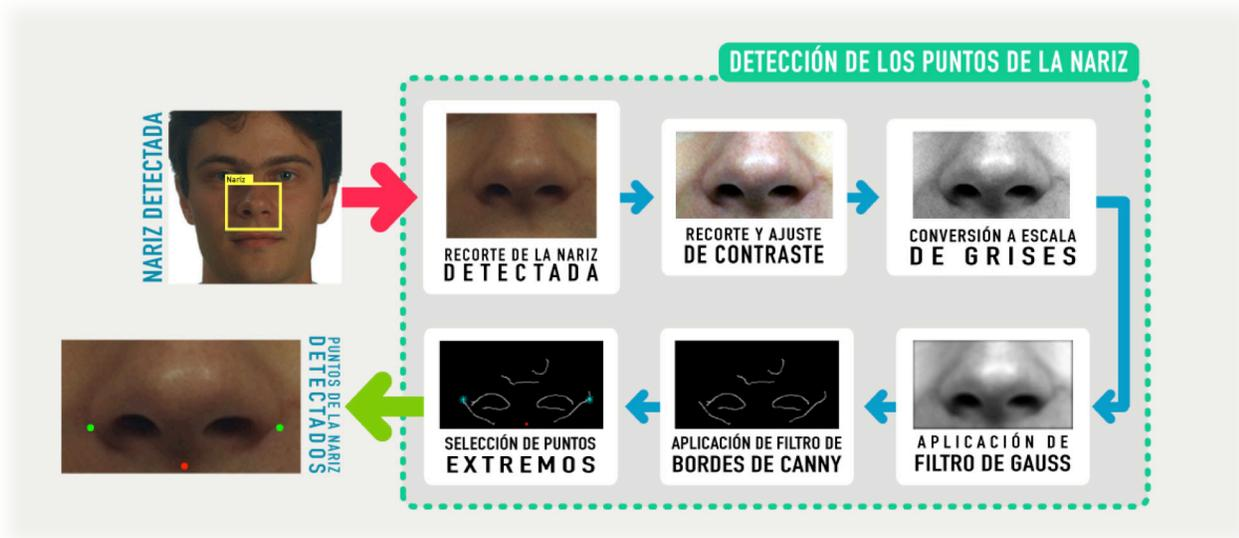 DETECCIÓN DE LOS PUNTOS DE LA NARIZ
NARIZ DETECTADA
Nariz
RECORTE DE LA NARIZ
DETECTADA
RECORTE Y AJUSTE
DE CONTRASTE
CONVERSIÓN A ESCALA
DE GRISES
APLICACIÓN DE
FILTRO DE GAUSS
APLICACIÓN DE FILTRO DE
BORDES DE CANNY
SELECCIÓN DE PUNTOS
EXTREMOS
PUNTOS DE LA NARIZ
DETECTADOS